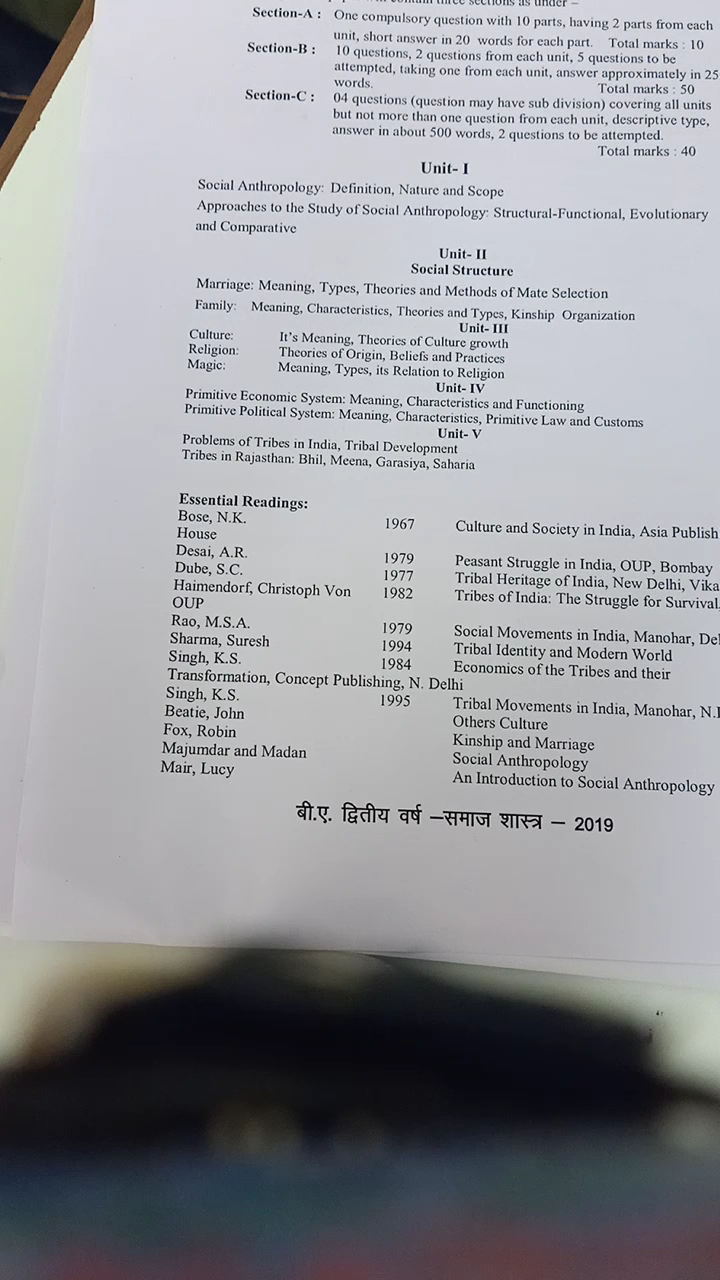 three sections as under –
Section-A : One compulsory question with 10 parts, having 2 parts from each
unit, short answer in 20 words for each part. Total marks : 10
Section-B : 10 questions, 2 questions from each unit, 5 questions to be
attempted, taking one from each unit, answer approximately in 25
words. Total marks : 50
Section-C : 04 questions (question may have sub division) covering all units
but not more than one question from each unit, descriptive type,
answer in about 500 words, 2 questions to be attempted.
Total marks : 40
Unit- I
Social Anthropology: Definition, Nature and Scope
Approaches to the Study of Social Anthropology: Structural-Functional, Evolutionary
and Comparative
Unit- II
Social Structure
Marriage: Meaning, Types, Theories and Methods of Mate Selection
Family: Meaning, Characteristics, Theories and Types, Kinship Organization
Unit- III
Culture: It's Meaning, Theories of Culture growth
Religion: Theories of Origin, Beliefs and Practices
Magic: Meaning, Types, its Relation to Religion
Unit- IV
Primitive Economic System: Meaning, Characteristics and Functioning
Primitive Political System: Meaning, Characteristics, Primitive Law and Customs
Unit- V
Problems of Tribes in India, Tribal Development
Tribes in Rajasthan: Bhil, Meena, Garasiya, Saharia
Essential Readings:
Bose, N.K. 1967 Culture and Society in India, Asia Publish
House
Desai, A.R. 1979 Peasant Struggle in India, OUP, Bombay
Dube, S.C. 1977 Tribal Heritage of India, New Delhi, Vika
Haimendorf, Christoph Von 1982 Tribes of India: The Struggle for Survival,
OUP
Rao, M.S.A. 1979 Social Movements in India, Manohar, Del
Sharma, Suresh 1994 Tribal Identity and Modern World
Singh, K.S. 1984 Economics of the Tribes and their
Transformation, Concept Publishing, N. Delhi
Singh, K.S. 1995 Tribal Movements in India, Manohar, N.D
Beatie, John Others Culture
Fox, Robin Kinship and Marriage
Majumdar and Madan Social Anthropology
Mair, Lucy An Introduction to Social Anthropology
बी.ए. द्वितीय वर्ष –समाज शास्त्र – 2019